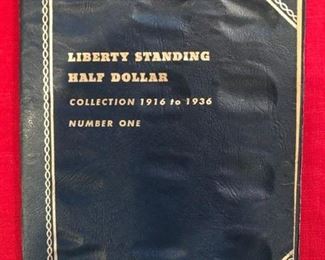 LIBERTY STANDING
HALF DOLLAR
COLLECTION 1916 to 1936
NUMBER ONE